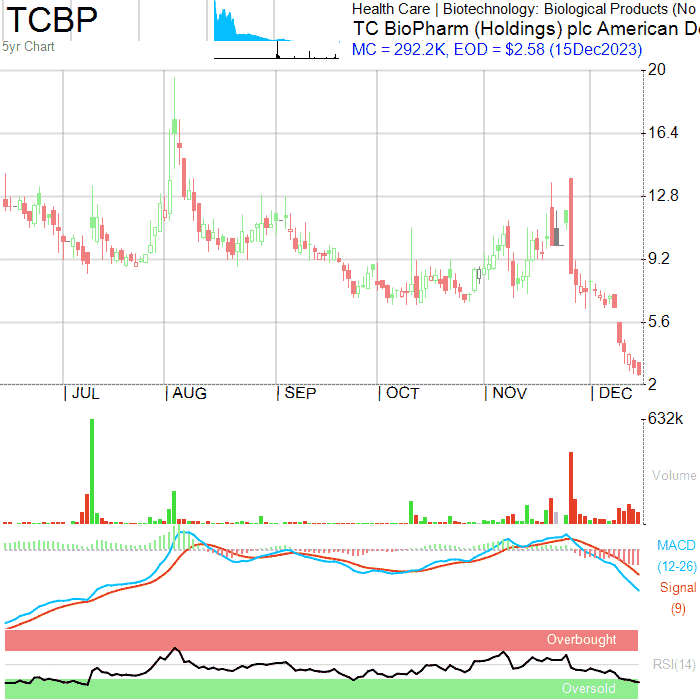 TCBP
5yr Chart
Health Care | Biotechnology: Biological Products (No
TC BioPharm (Holdings) plc American De
MC = 292.2K, EOD = $2.58 (15Dec2023)
20
16.4
12.8
9.2
5.6
2
| JUL | AUG | SEP | OCT | NOV | DEC
632k
Volume
MACD
(12-26)
Signal
(9)
Overbought
RSI(14)
Oversold